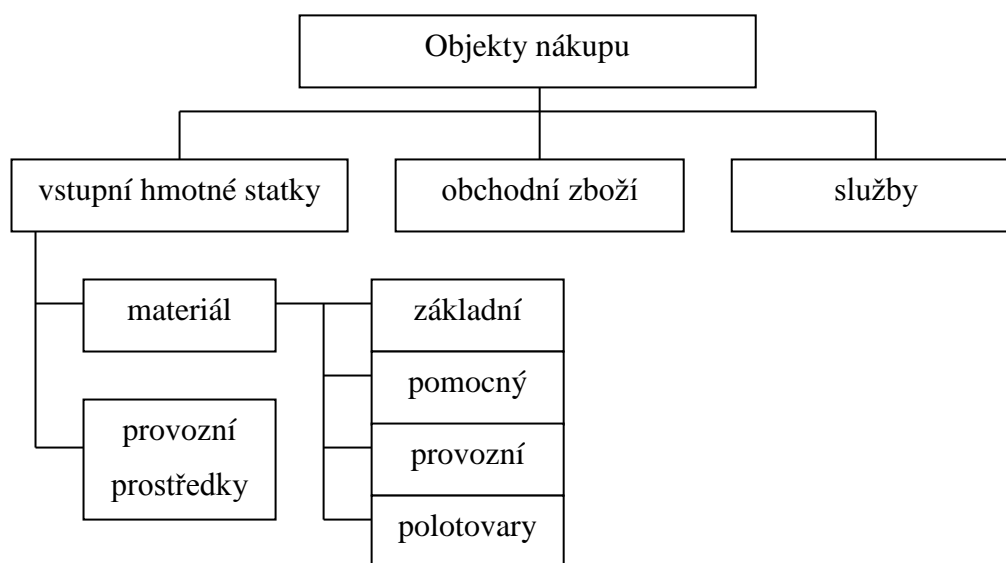 Objekty nákupu
vstupní hmotné statky
obchodní zboží
služby
materiál
základní
pomocný
provozní
prostředky
provozní
polotovary